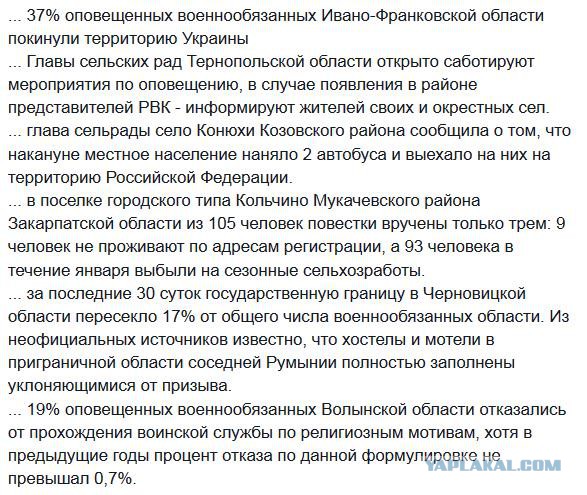 ... 37% оповещенных военнообязанных Ивано-Франковской области
покинули территорию Украины
... Главы сельских рад Тернопольской области открыто саботируют
мероприятия по оповещению, в случае появления в районе
представителей РВК - информируют жителей своих и окрестных сел.
... глава сельрады село Конюхи Козовского района сообщила о том, что
накануне местное население наняло 2 автобуса и выехало на них на
территорию Российской Федерации.
... в поселке городского типа Кольчино Мукачевского района
Закарпатской области из 105 человек повестки вручены только трем: 9
человек не проживают по адресам регистрации, а 93 человека в
течение января выбыли на сезонные сельхозработы.
... за последние 30 суток государственную границу в Черновицкой
области пересекло 17% от общего числа военнообязанных области. Из
неофициальных источников известно, что хостелы и мотели в
приграничной области соседней Румынии полностью заполнены
уклоняющимися от призыва.
... 19% оповещенных военнообязанных Волынской области отказались
от прохождения воинской службы по религиозным мотивам, хотя в
предыдущие годы процент отказа по данной формулировке не
превышал 0,7%.
YAPLAKAL.COM